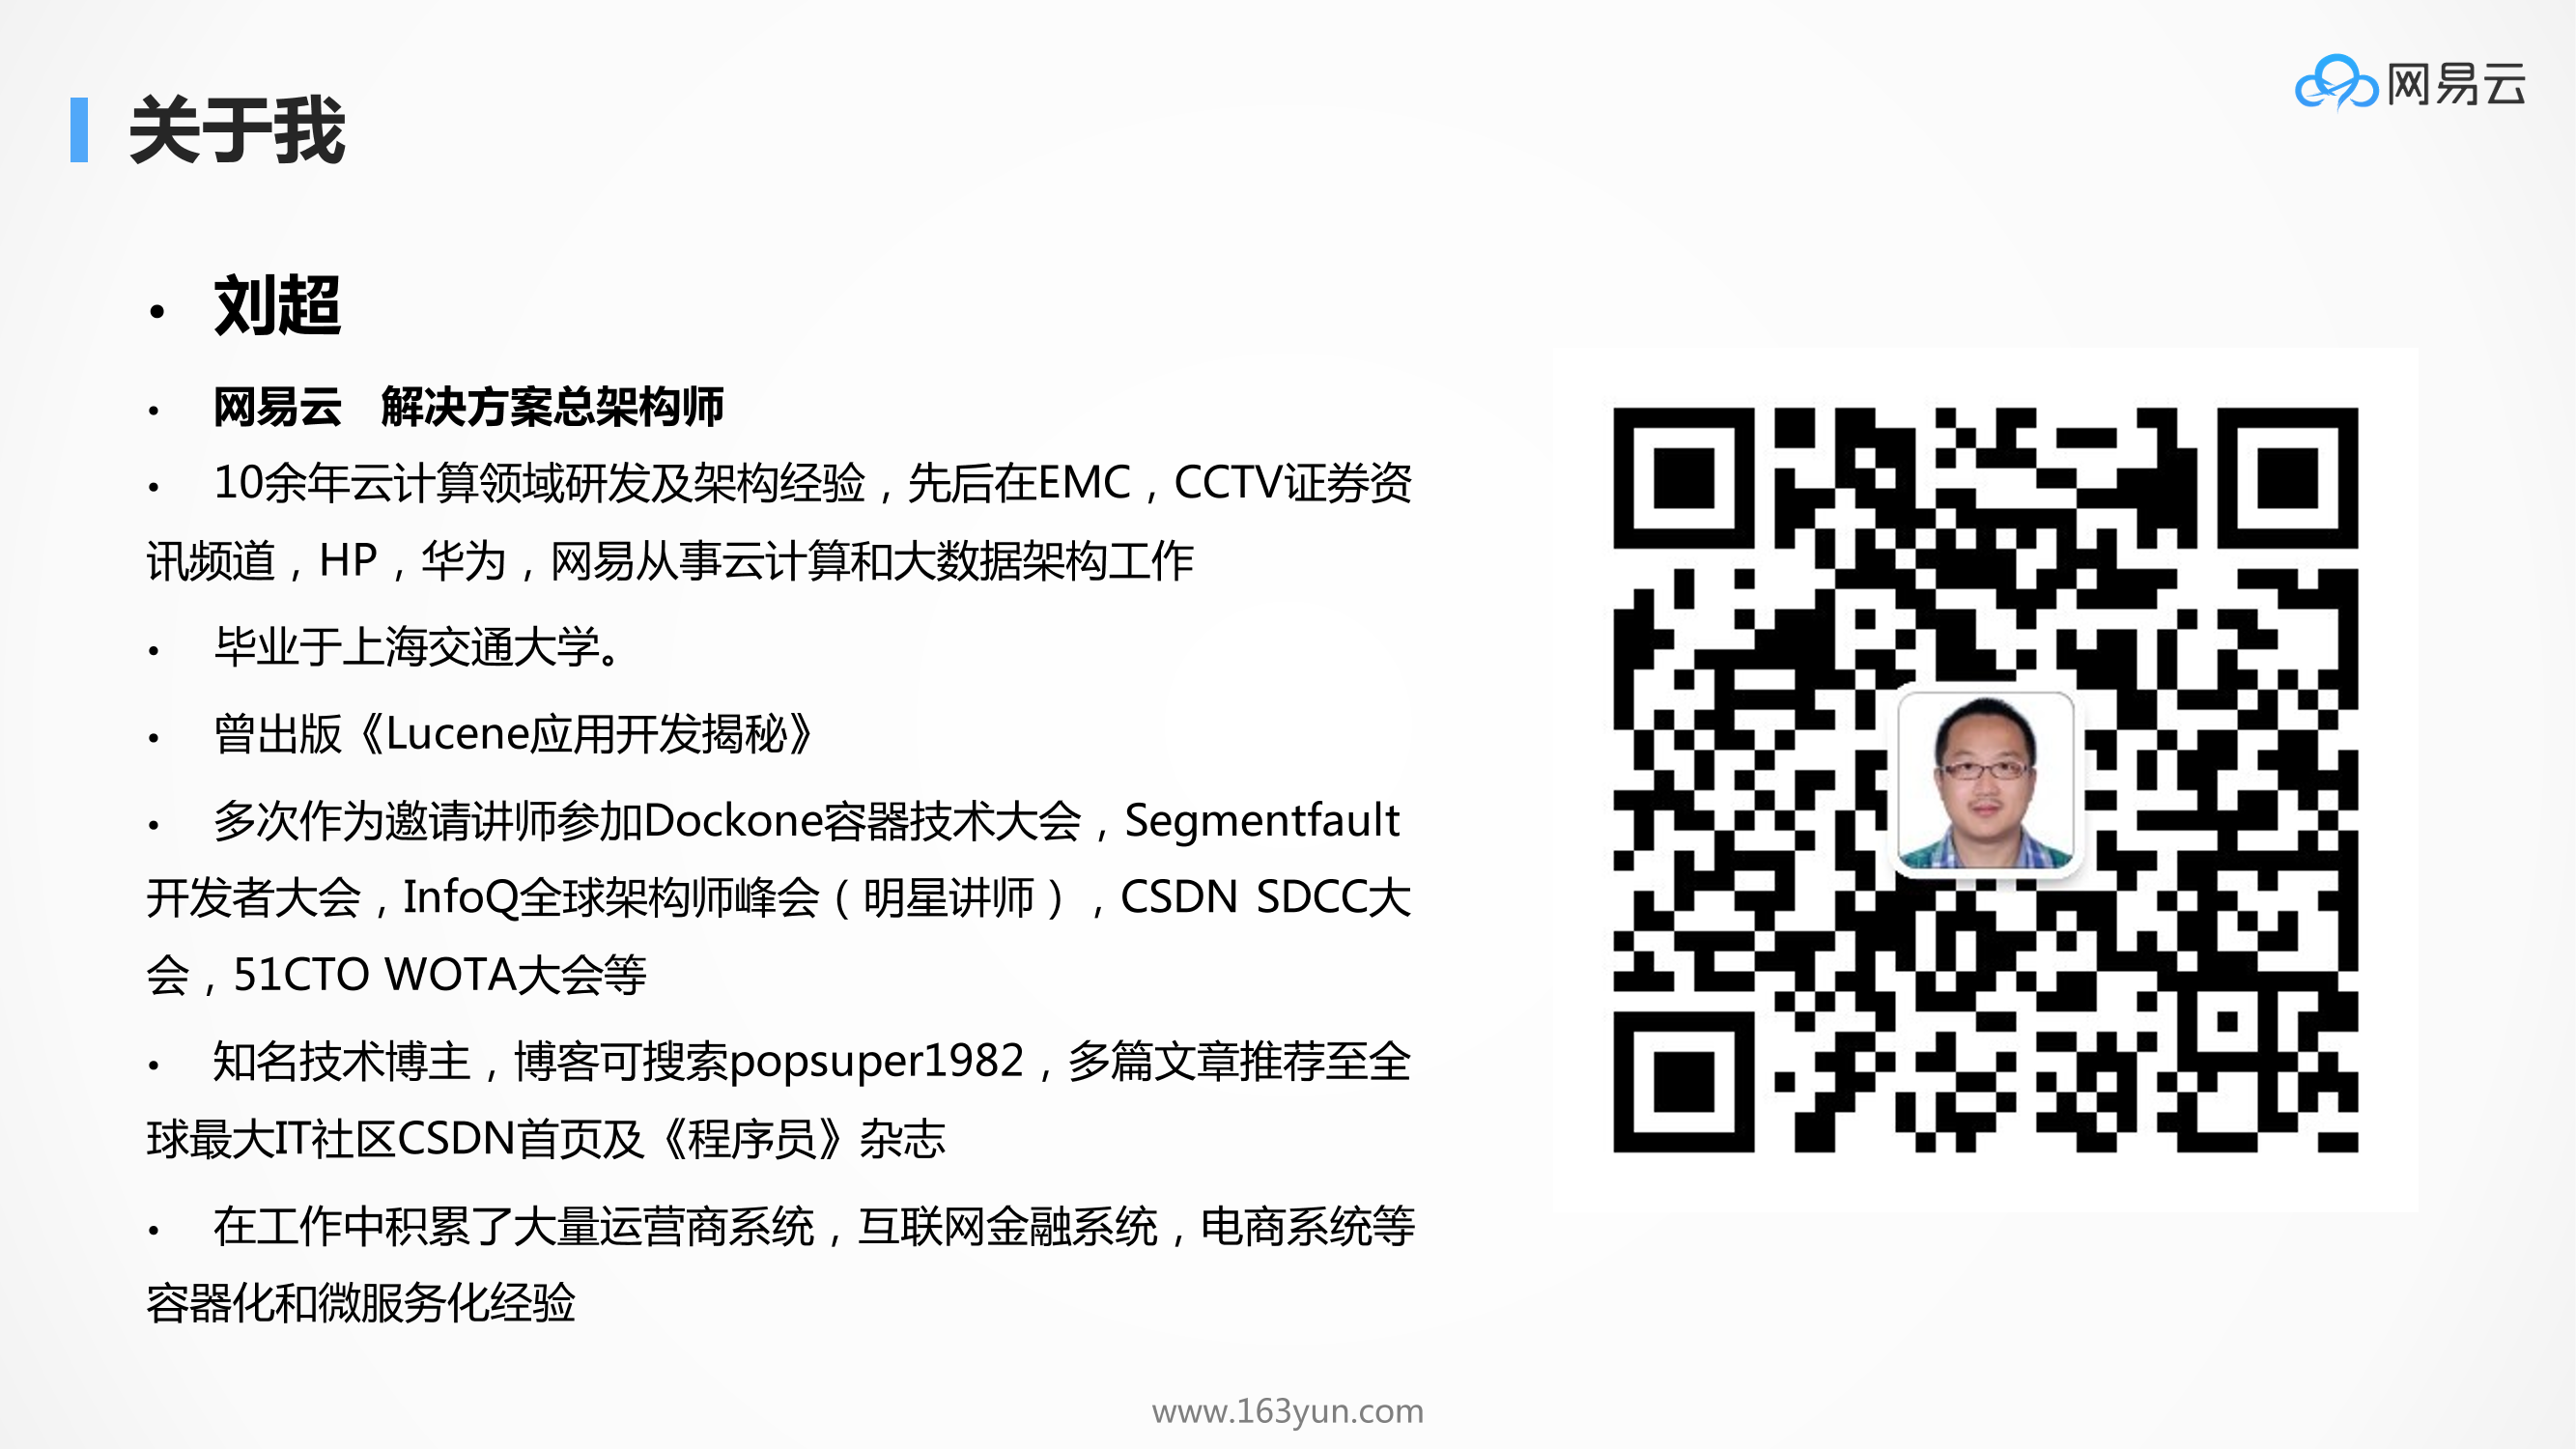 关于我
网易云
• 刘超
• 网易云 解决方案总架构师
• 10余年云计算领域研发及架构经验，先后在EMC，CCTV证券资
讯频道，HP，华为，网易从事云计算和大数据架构工作
• 毕业于上海交通大学。
• 曾出版《Lucene应用开发揭秘》
• 多次作为邀请讲师参加Dockone容器技术大会，Segmentfault
开发者大会，InfoQ全球架构师峰会（明星讲师），CSDN SDCC大
会，51CTO WOTA大会等
• 知名技术博主，博客可搜索popsuper1982，多篇文章推荐至全
球最大IT社区CSDN首页及《程序员》杂志
• 在工作中积累了大量运营商系统，互联网金融系统，电商系统等
容器化和微服务化经验
www.163yun.com